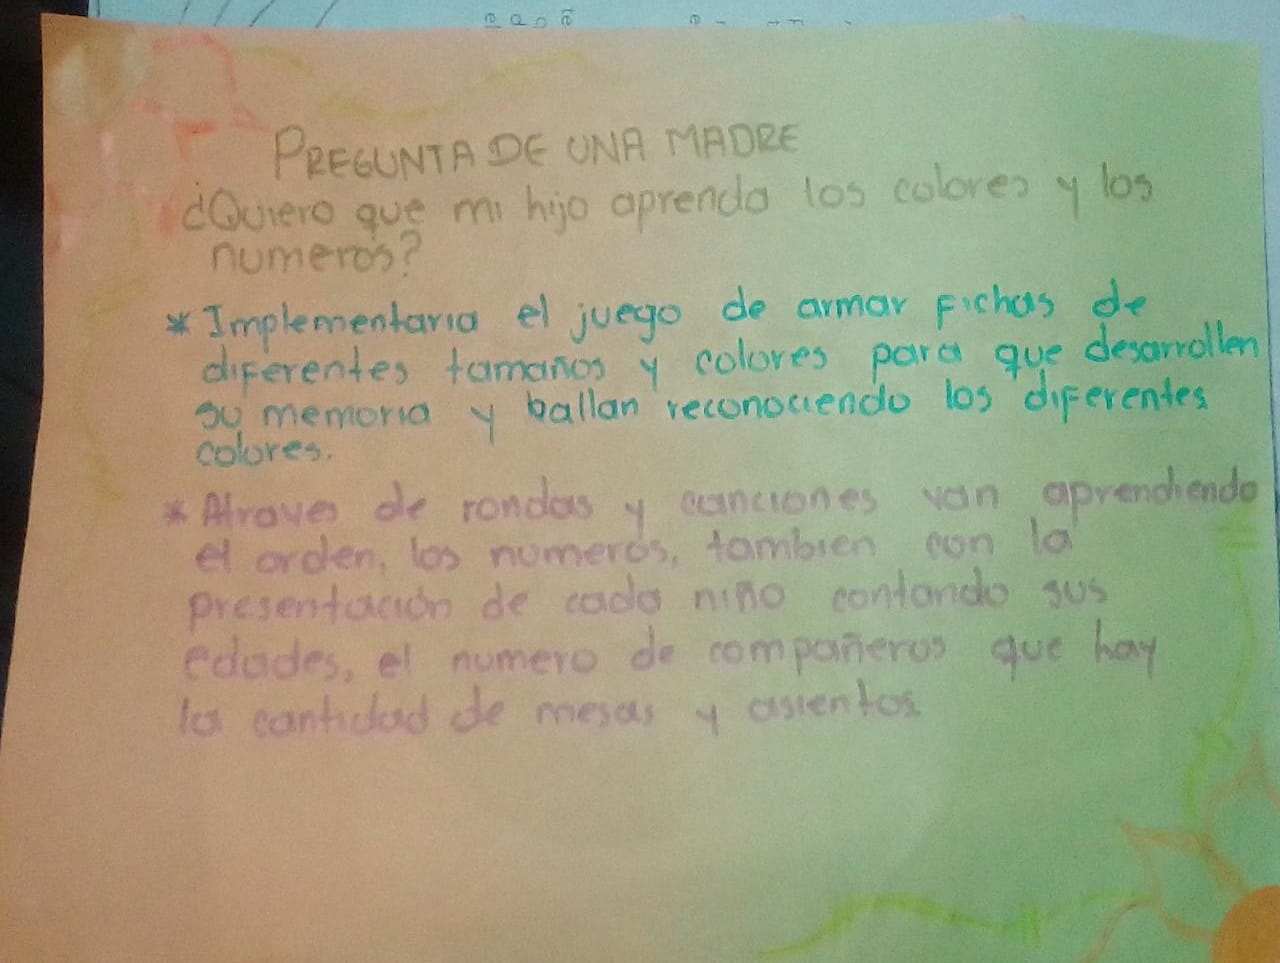 PREGUNTA DE UNA MADRE
¿Quiero que mi hijo aprenda los colores y los
numeros?
* Implementaria el juego de armar fichas de
diferentes tamaños y colores para que desarrollen
su memoria y ballan reconociendo los diferentes
colores.
* Atraves de rondas y canciones van aprendiendo
el orden, los numeros, tambien con la
presentación de cada niño contando sus
edades, el numero de compañeros que hay
la cantidad de mesas y asientos